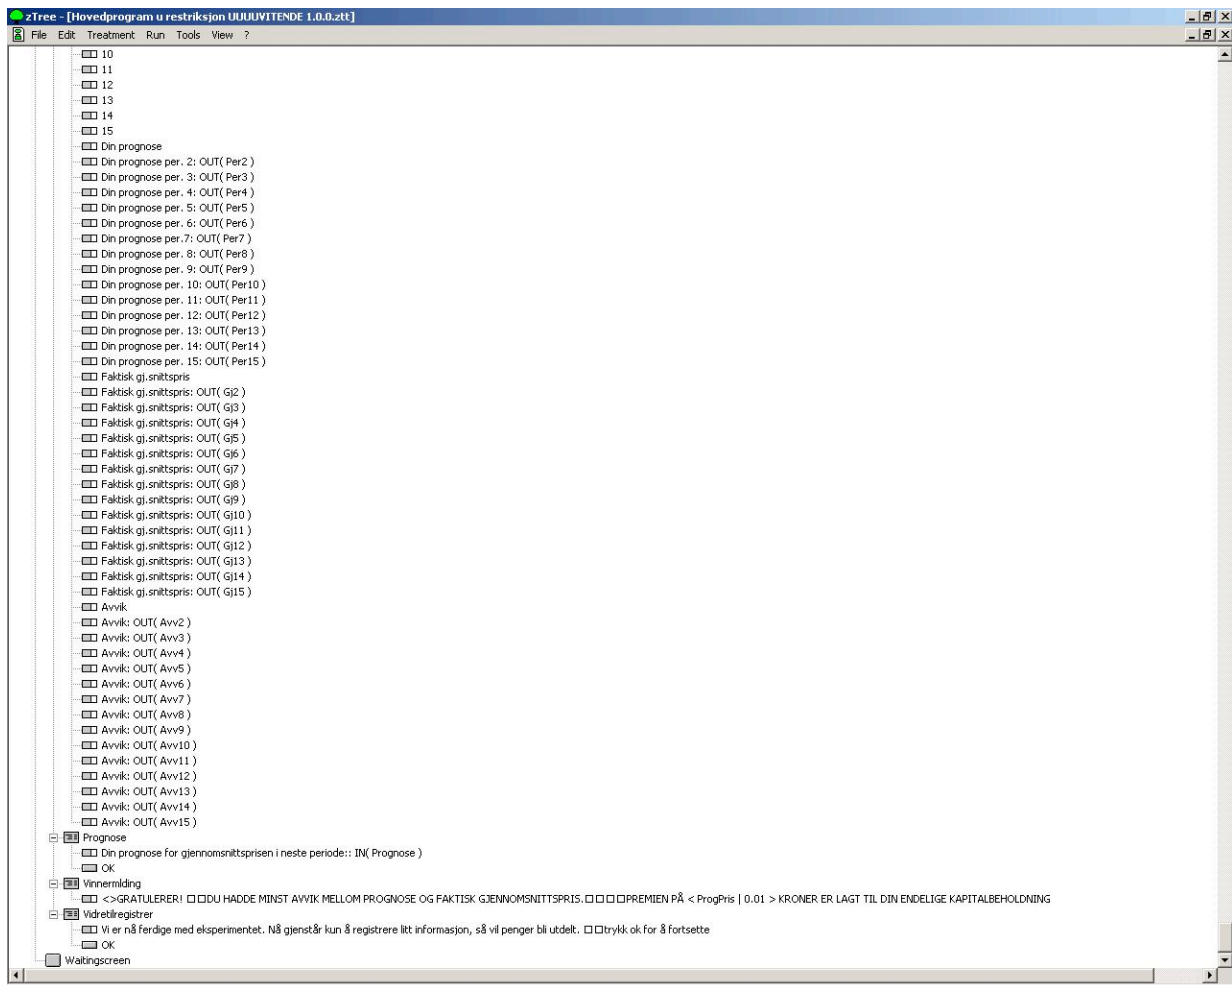 zTree - [Hovedprogram u restriksjon UUUUVITENDE 1.0.0.ztt]
File Edit Treatment Run Tools View ?
10
11
12
13
14
15
Din prognose
Din prognose per. 2: OUT( Per2 )
Din prognose per. 3: OUT( Per3 )
Din prognose per. 4: OUT( Per4 )
Din prognose per. 5: OUT( Per5 )
Din prognose per. 6: OUT( Per6 )
Din prognose per.7: OUT( Per7 )
Din prognose per. 8: OUT( Per8 )
Din prognose per. 9: OUT( Per9 )
Din prognose per. 10: OUT( Per10 )
Din prognose per. 11: OUT( Per11 )
Din prognose per. 12: OUT( Per12 )
Din prognose per. 13: OUT( Per13 )
Din prognose per. 14: OUT( Per14 )
Din prognose per. 15: OUT( Per15 )
Faktisk gj.snittspris
Faktisk gj.snittspris: OUT( Gj2 )
Faktisk gj.snittspris: OUT( Gj3 )
Faktisk gj.snittspris: OUT( Gj4 )
Faktisk gj.snittspris: OUT( Gj5 )
Faktisk gj.snittspris: OUT( Gj6 )
Faktisk gj.snittspris: OUT( Gj7 )
Faktisk gj.snittspris: OUT( Gj8 )
Faktisk gj.snittspris: OUT( Gj9 )
Faktisk gj.snittspris: OUT( Gj10 )
Faktisk gj.snittspris: OUT( Gj11 )
Faktisk gj.snittspris: OUT( Gj12 )
Faktisk gj.snittspris: OUT( Gj13 )
Faktisk gj.snittspris: OUT( Gj14 )
Faktisk gj.snittspris: OUT( Gj15 )
Avvik
Avvik: OUT( Avv2 )
Avvik: OUT( Avv3 )
Avvik: OUT( Avv4 )
Avvik: OUT( Avv5 )
Avvik: OUT( Avv6 )
Avvik: OUT( Avv7 )
Avvik: OUT( Avv8 )
Avvik: OUT( Avv9 )
Avvik: OUT( Avv10 )
Avvik: OUT( Avv11 )
Avvik: OUT( Avv12 )
Avvik: OUT( Avv13 )
Avvik: OUT( Avv14 )
Avvik: OUT( Avv15 )
Prognose
Din prognose for gjennomsnittsprisen i neste periode:: IN( Prognose )
OK
Vinnermlding
<>GRATULERER! □□DU HADDE MINST AVVIK MELLOM PROGNOSE OG FAKTISK GJENNOMSNITTSPRIS.□□□□PREMIEN PÅ < ProgPris | 0.01 > KRONER ER LAGT TIL DIN ENDELIGE KAPITALBEHOLDNING
Vidretilregistrer
Vi er nå ferdige med eksperimentet. Nå gjenstår kun å registrere litt informasjon, så vil penger bli utdelt. □□trykk ok for å fortsette
OK
Waitingscreen